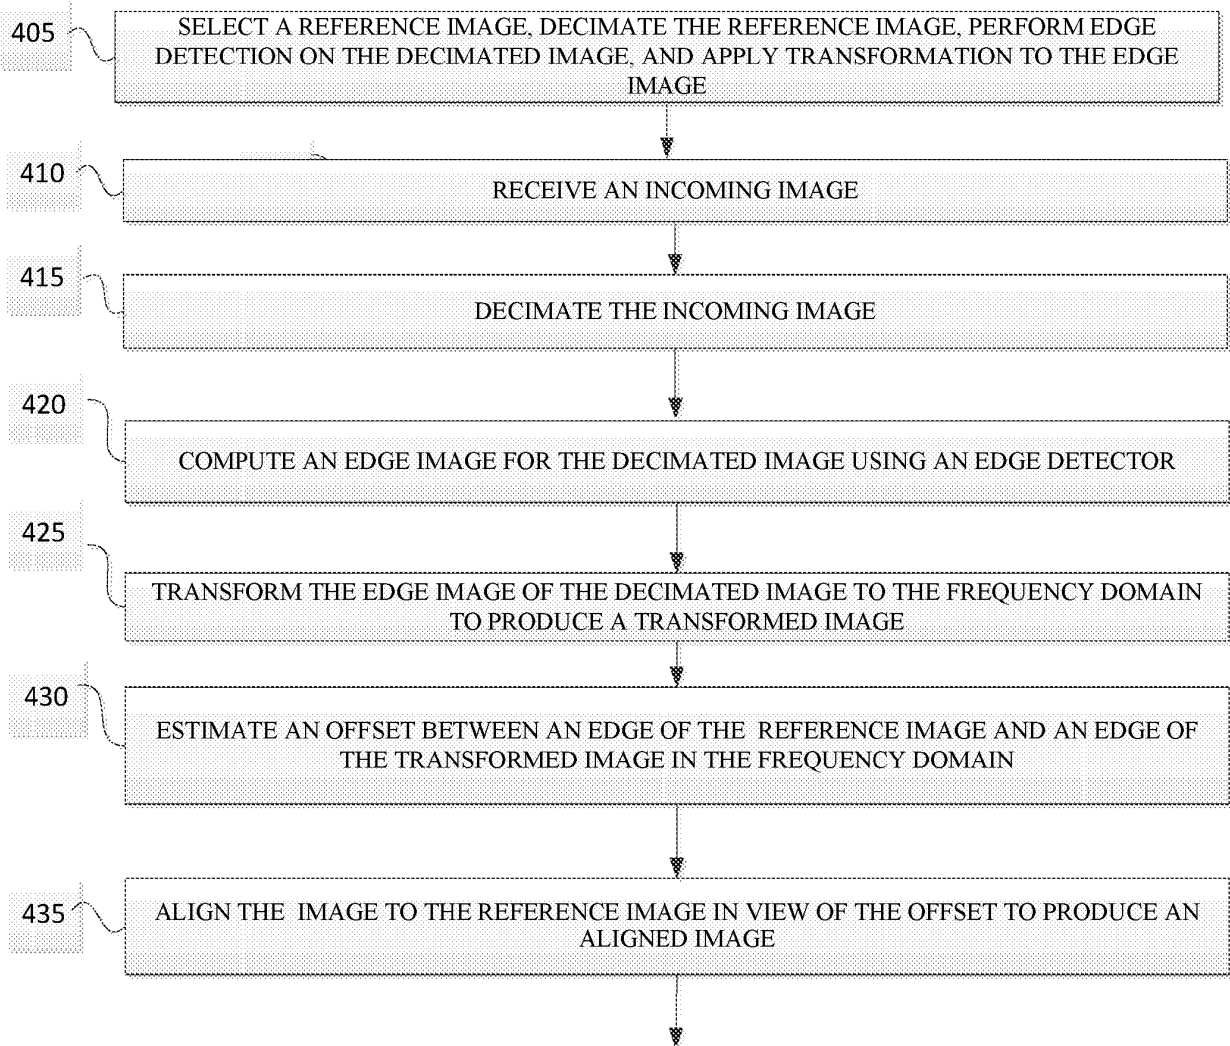 405
SELECT A REFERENCE IMAGE, DECIMATE THE REFERENCE IMAGE, PERFORM EDGE
DETECTION ON THE DECIMATED IMAGE, AND APPLY TRANSFORMATION TO THE EDGE
IMAGE
410
RECEIVE AN INCOMING IMAGE
415
DECIMATE THE INCOMING IMAGE
420
COMPUTE AN EDGE IMAGE FOR THE DECIMATED IMAGE USING AN EDGE DETECTOR
425
TRANSFORM THE EDGE IMAGE OF THE DECIMATED IMAGE TO THE FREQUENCY DOMAIN
TO PRODUCE A TRANSFORMED IMAGE
430
ESTIMATE AN OFFSET BETWEEN AN EDGE OF THE REFERENCE IMAGE AND AN EDGE OF
THE TRANSFORMED IMAGE IN THE FREQUENCY DOMAIN
435
ALIGN THE IMAGE TO THE REFERENCE IMAGE IN VIEW OF THE OFFSET TO PRODUCE AN
ALIGNED IMAGE